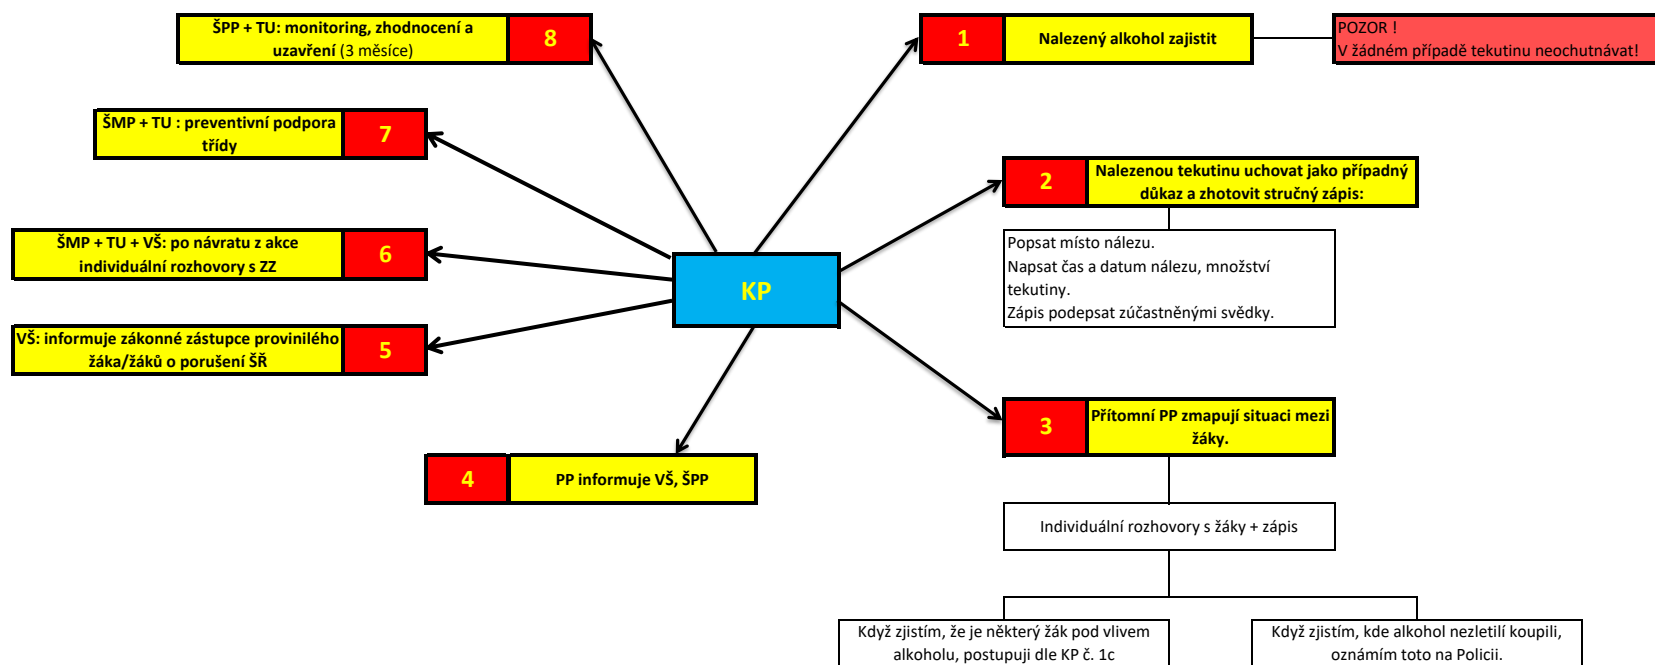 ŠPP + TU: monitoring, zhodnocení a
uzavření (3 měsíce)
8
1
Nalezený alkohol zajistit
POZOR !
V žádném případě tekutinu neochutnávat!
ŠMP + TU : preventivní podpora
třídy
7
2
Nalezenou tekutinu uchovat jako případný
důkaz a zhotovit stručný zápis:
Popsat místo nálezu.
Napsat čas a datum nálezu, množství
tekutiny.
Zápis podepsat zúčastněnými svědky.
ŠMP + TU + VŠ: po návratu z akce
individuální rozhovory s ZZ
6
KP
VŠ: informuje zákonné zástupce provinilého
žáka/žáků o porušení ŠŘ
5
3
Přítomní PP zmapují situaci mezi
žáky.
4
PP informuje VŠ, ŠPP
Individuální rozhovory s žáky + zápis
Když zjistím, že je některý žák pod vlivem
alkoholu, postupuji dle KP č. 1c
Když zjistím, kde alkohol nezletilí koupili,
oznámím toto na Policii.